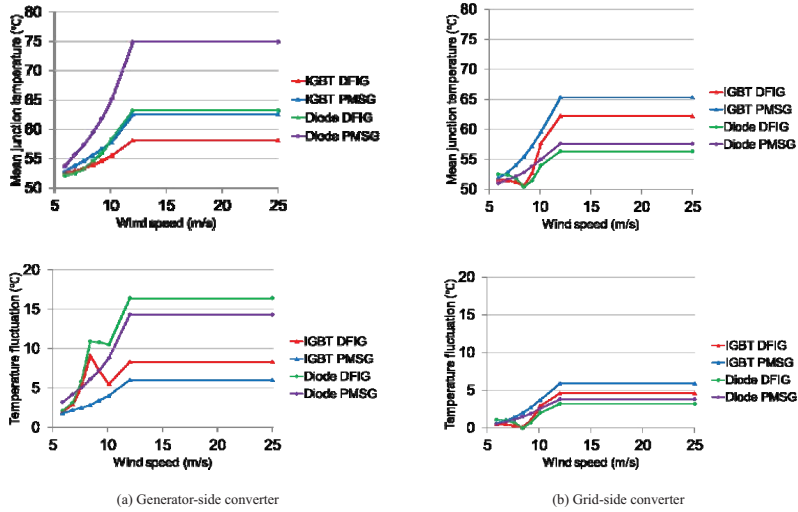 Mean junction temperature (°C)
80
75
70
65
60
55
50
5
10
15
20
25
Wind speed (m/s)
IGBT DFIG
IGBT PMSG
Diode DFIG
Diode PMSG
Mean junction temperature (°C)
80
75
70
65
60
55
50
5
10
15
20
25
Wind speed (m/s)
IGBT DFIG
IGBT PMSG
Diode DFIG
Diode PMSG
Temperature fluctuation (°C)
20
15
10
5
0
5
10
15
20
25
Wind speed (m/s)
IGBT DFIG
IGBT PMSG
Diode DFIG
Diode PMSG
Temperature fluctuation (°C)
20
15
10
5
0
5
10
15
20
25
Wind speed (m/s)
IGBT DFIG
IGBT PMSG
Diode DFIG
Diode PMSG
(a) Generator-side converter
(b) Grid-side converter